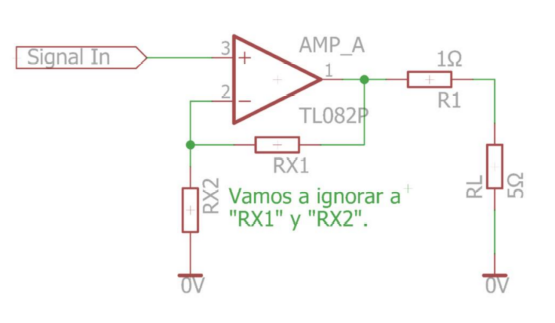 Signal In
3
AMP_A
1
2
TL082P
1Ω
R1
RX1
RX2
Vamos a ignorar a
"RX1" y "RX2".
RL
5Ω
0V
0V